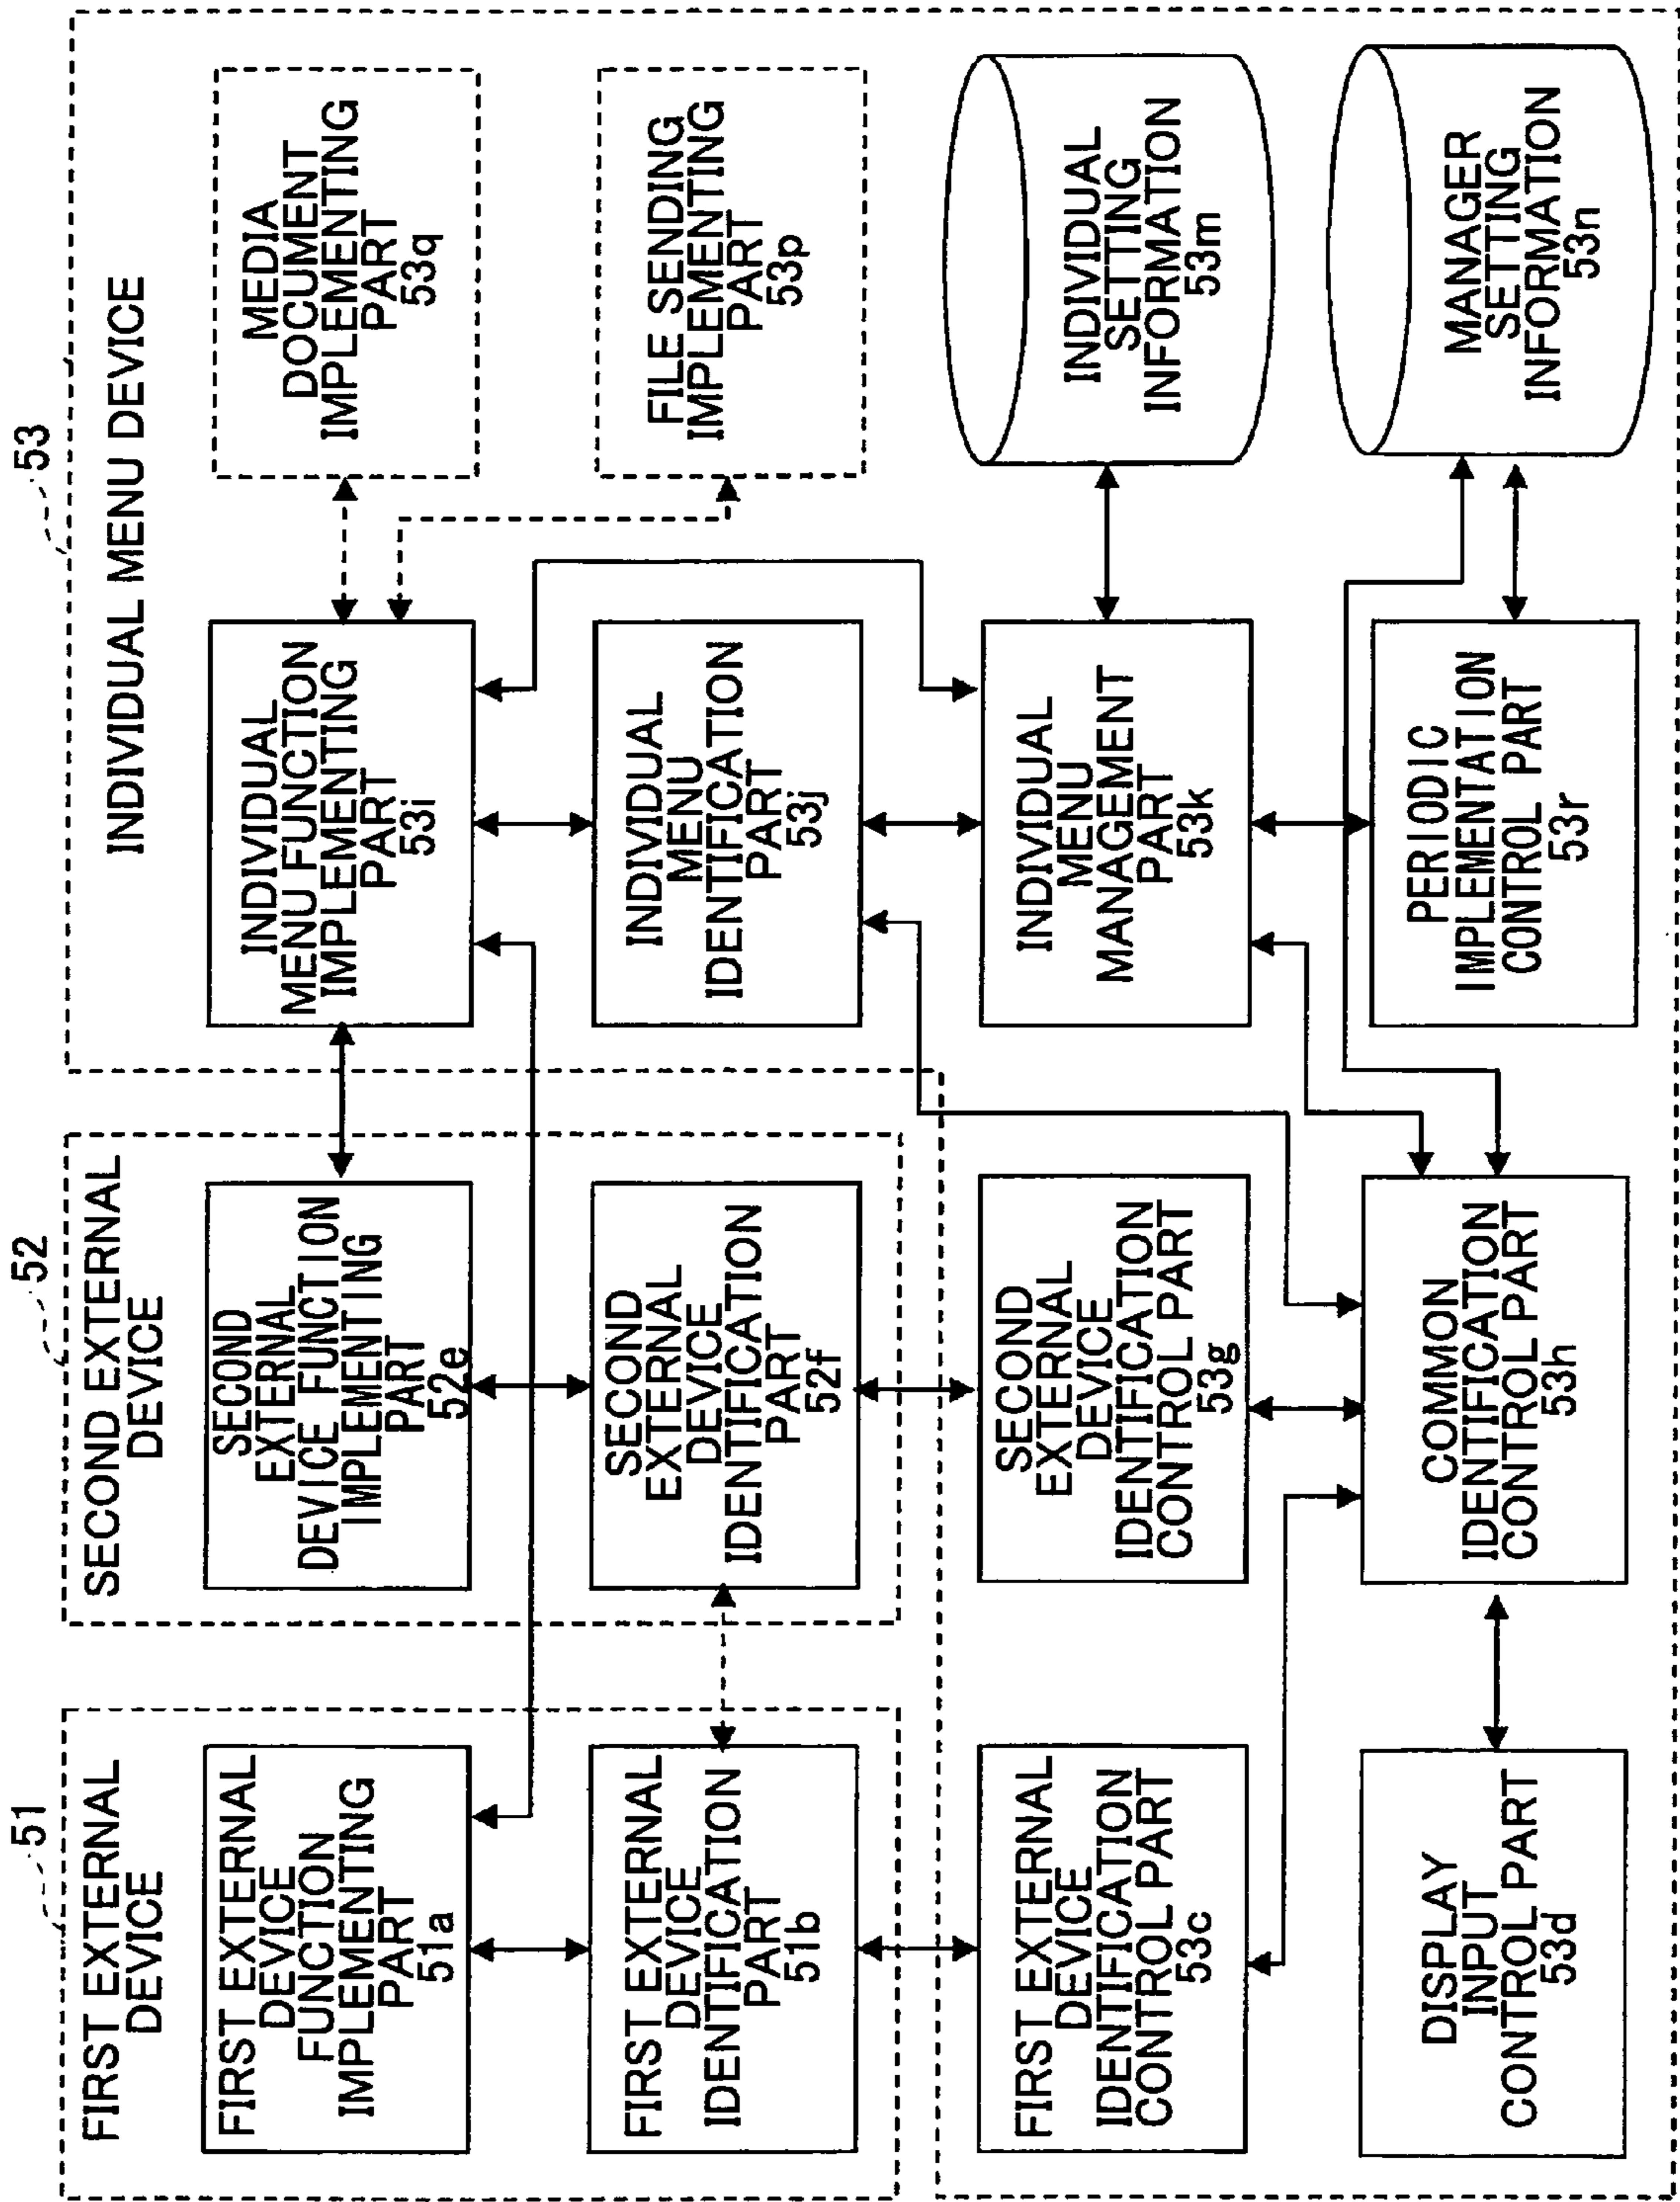 51
FIRST EXTERNAL
DEVICE
FIRST EXTERNAL
DEVICE
FUNCTION
IMPLEMENTING
PART
51a
FIRST EXTERNAL
DEVICE
IDENTIFICATION
PART
51b
FIRST EXTERNAL
DEVICE
IDENTIFICATION
CONTROL PART
53c
DISPLAY
INPUT
CONTROL PART
53d
52
SECOND EXTERNAL
DEVICE
SECOND
EXTERNAL
DEVICE FUNCTION
IMPLEMENTING
PART
52e
SECOND
EXTERNAL
DEVICE
IDENTIFICATION
PART
52f
SECOND
EXTERNAL
DEVICE
IDENTIFICATION
CONTROL PART
53g
COMMON
IDENTIFICATION
CONTROL PART
53h
53
INDIVIDUAL MENU DEVICE
INDIVIDUAL
MENU FUNCTION
IMPLEMENTING
PART
53i
INDIVIDUAL
MENU
IDENTIFICATION
PART
53j
INDIVIDUAL
MENU
MANAGEMENT
PART
53k
PERIODIC
IMPLEMENTATION
CONTROL PART
53r
MEDIA
DOCUMENT
IMPLEMENTING
PART
53q
FILE SENDING
IMPLEMENTING
PART
53p
INDIVIDUAL
SETTING
INFORMATION
53m
MANAGER
SETTING
INFORMATION
53n